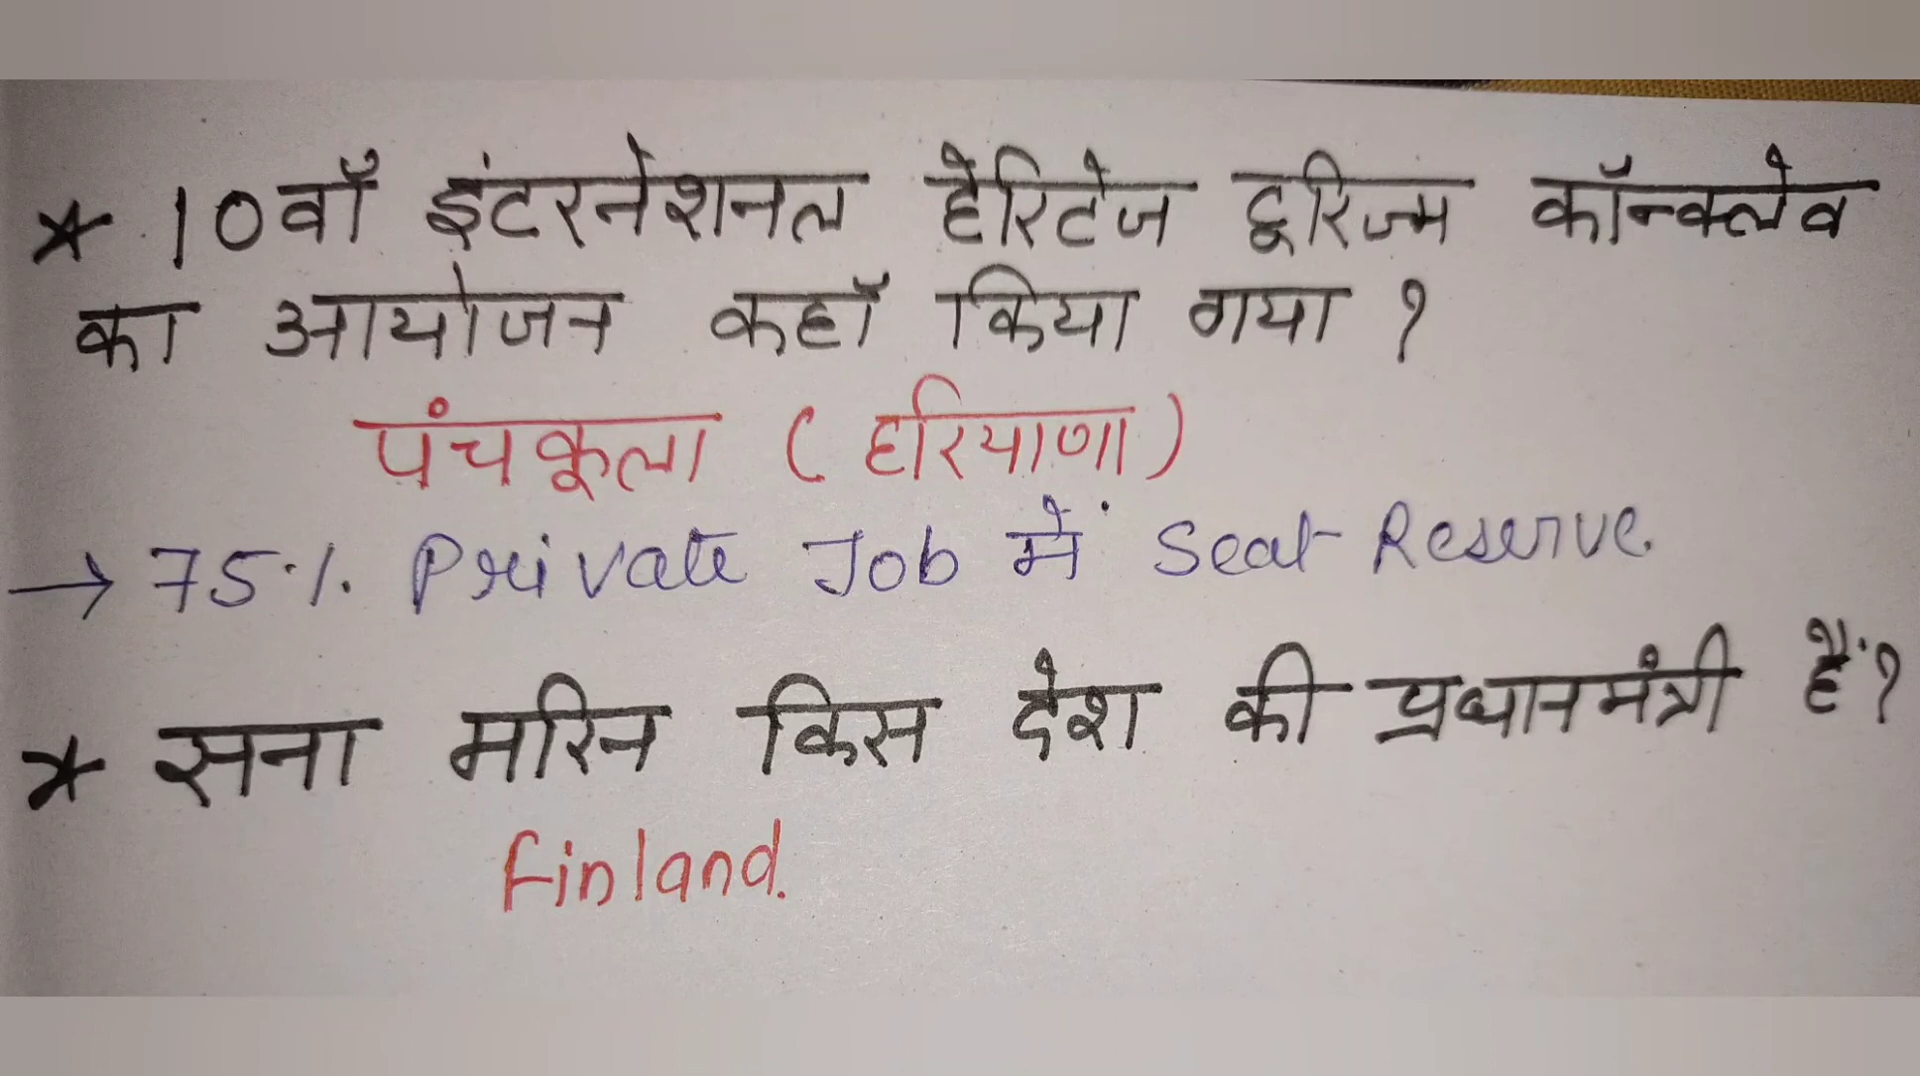 * 10वाँ इंटरनेशनल हेरिटेज टूरिज्म कॉन्क्लेव
का आयोजन कहाँ किया गया ?
पंचकूला ( हरियाणा )
→ 75·/. Private Job में Seat Reserve.
* सना मरिन किस देश की प्रधानमंत्री हैं?
Finland.